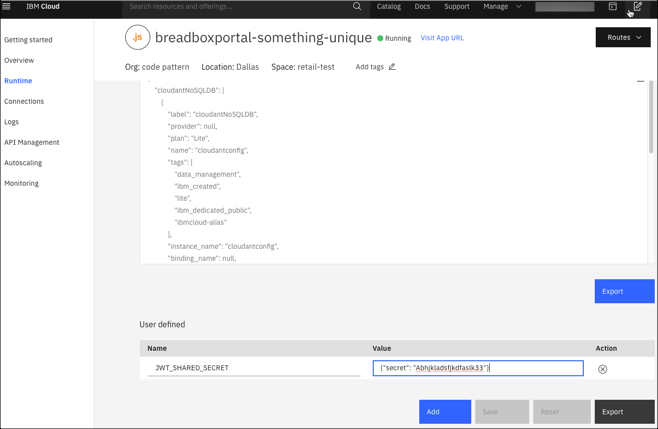 IBM Cloud
Search resources and offerings...
Catalog
Docs
Support
Manage
Getting started
Overview
Runtime
Connections
Logs
API Management
Autoscaling
Monitoring
JS
breadboxportal-something-unique
Running
Visit App URL
Routes
Org: code pattern
Location: Dallas
Space: retail-test
Add tags
"cloudantNoSQLDB": [
{
"label": "cloudantNoSQLDB",
"provider": null,
"plan": "Lite",
"name": "cloudantconfig",
"tags": [
"data_management",
"ibm_created",
"lite",
"ibm_dedicated_public",
"ibmcloud-alias"
],
"instance_name": "cloudantconfig",
"binding_name": null,
Export
User defined
Name Value Action
JWT_SHARED_SECRET {"secret": "Abhjkladsfjkdfaslk33"}
Add
Save
Reset
Export